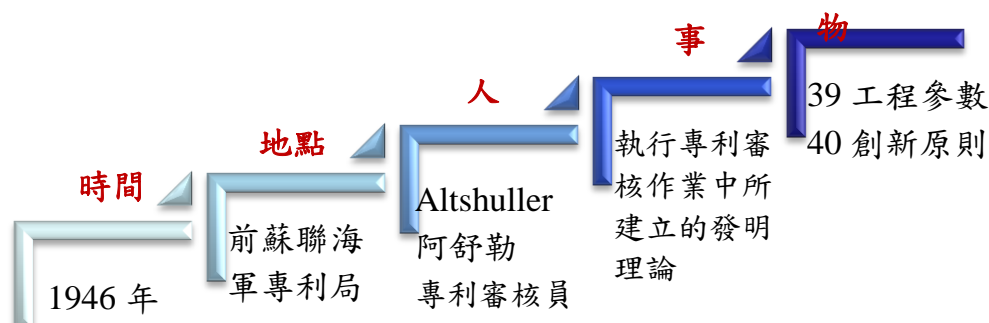 時間
1946 年
地點
前蘇聯海
軍專利局
人
Altshuller
阿舒勒
專利審核員
事
執行專利審
核作業中所
建立的發明
理論
物
39 工程參數
40 創新原則